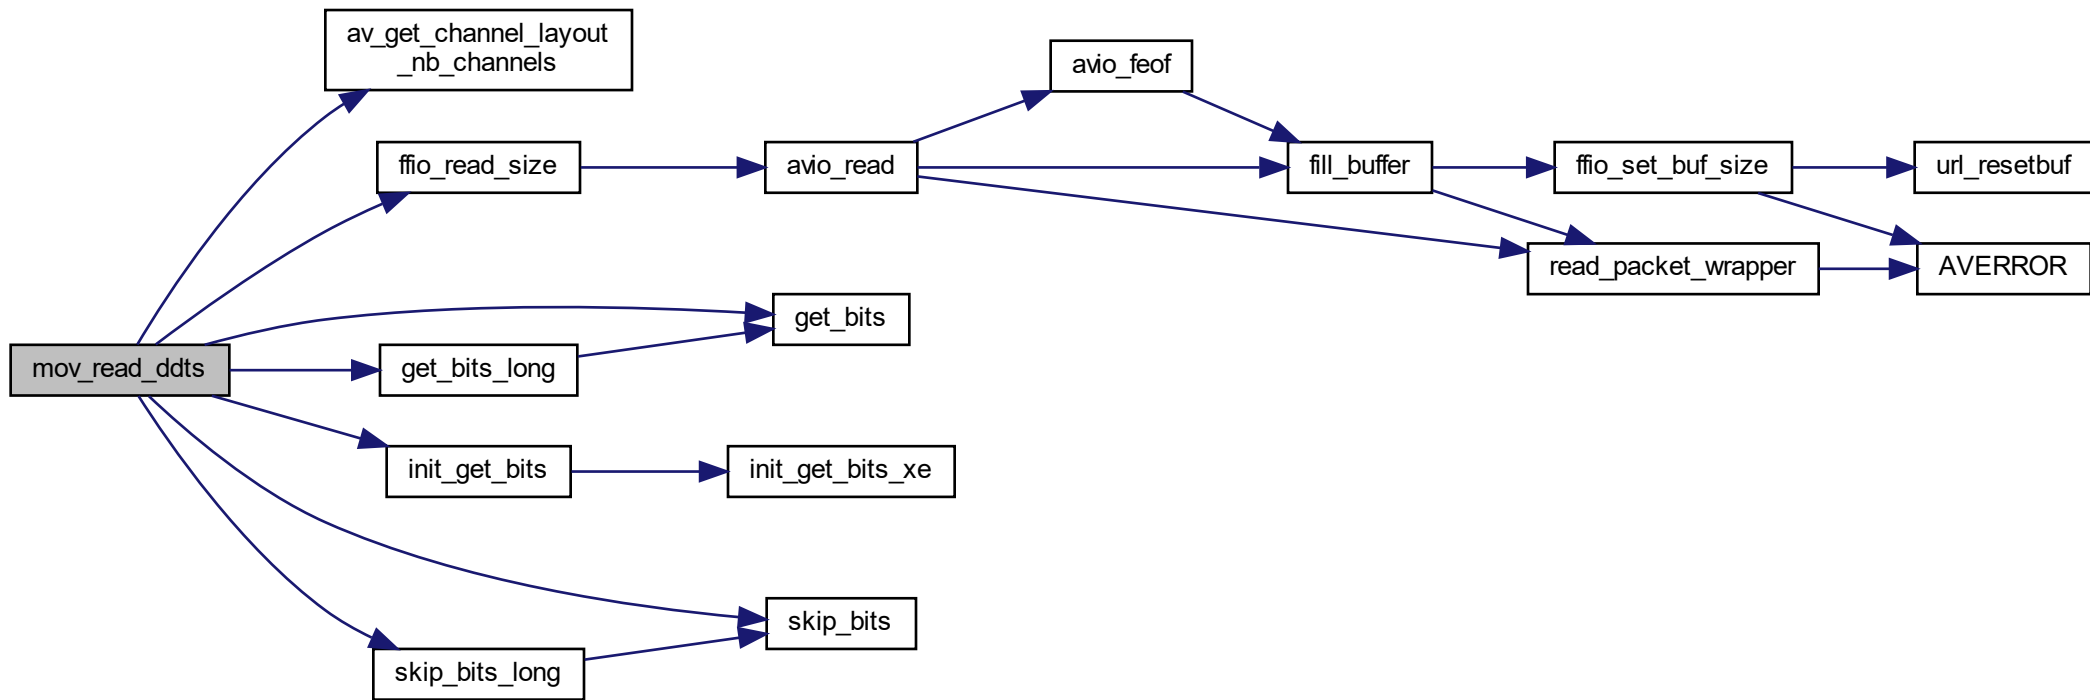 av_get_channel_layout
_nb_channels
avio_feof
ffio_read_size
avio_read
fill_buffer
ffio_set_buf_size
url_resetbuf
read_packet_wrapper
AVERROR
get_bits
mov_read_ddts
get_bits_long
init_get_bits
init_get_bits_xe
skip_bits
skip_bits_long